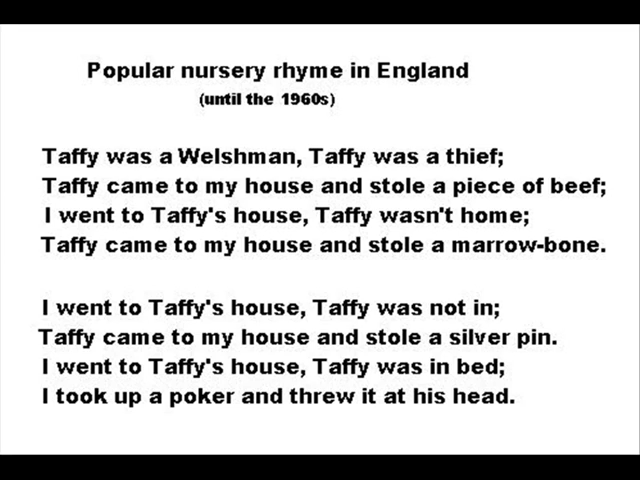 Popular nursery rhyme in England
(until the 1960s)
Taffy was a Welshman, Taffy was a thief;
Taffy came to my house and stole a piece of beef;
I went to Taffy's house, Taffy wasn't home;
Taffy came to my house and stole a marrow-bone.
I went to Taffy's house, Taffy was not in;
Taffy came to my house and stole a silver pin.
I went to Taffy's house, Taffy was in bed;
I took up a poker and threw it at his head.